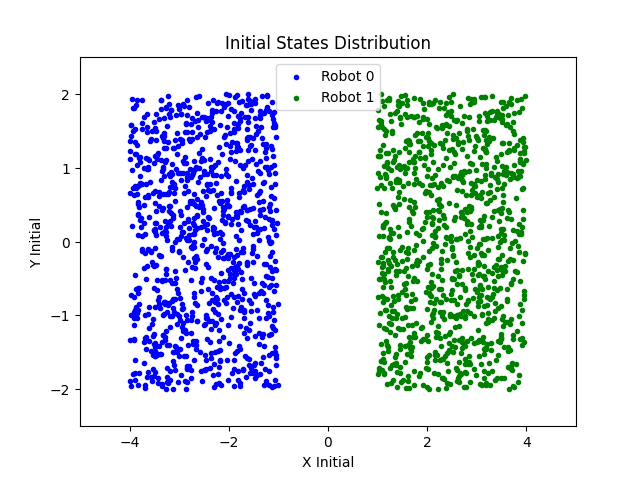 Initial States Distribution
Robot 0
Robot 1
2
1
0
−1
−2
Y Initial
−4
−2
0
2
4
X Initial